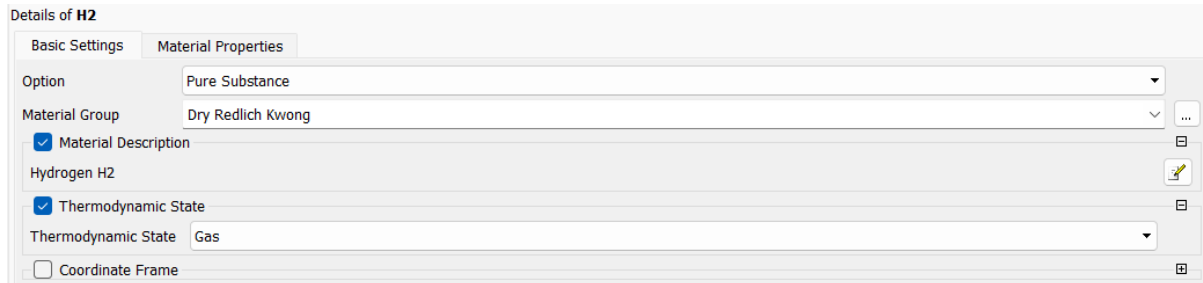 Details of H2
Basic Settings Material Properties
Option Pure Substance
Material Group Dry Redlich Kwong ...
Material Description
Hydrogen H2
Thermodynamic State
Thermodynamic State Gas
Coordinate Frame